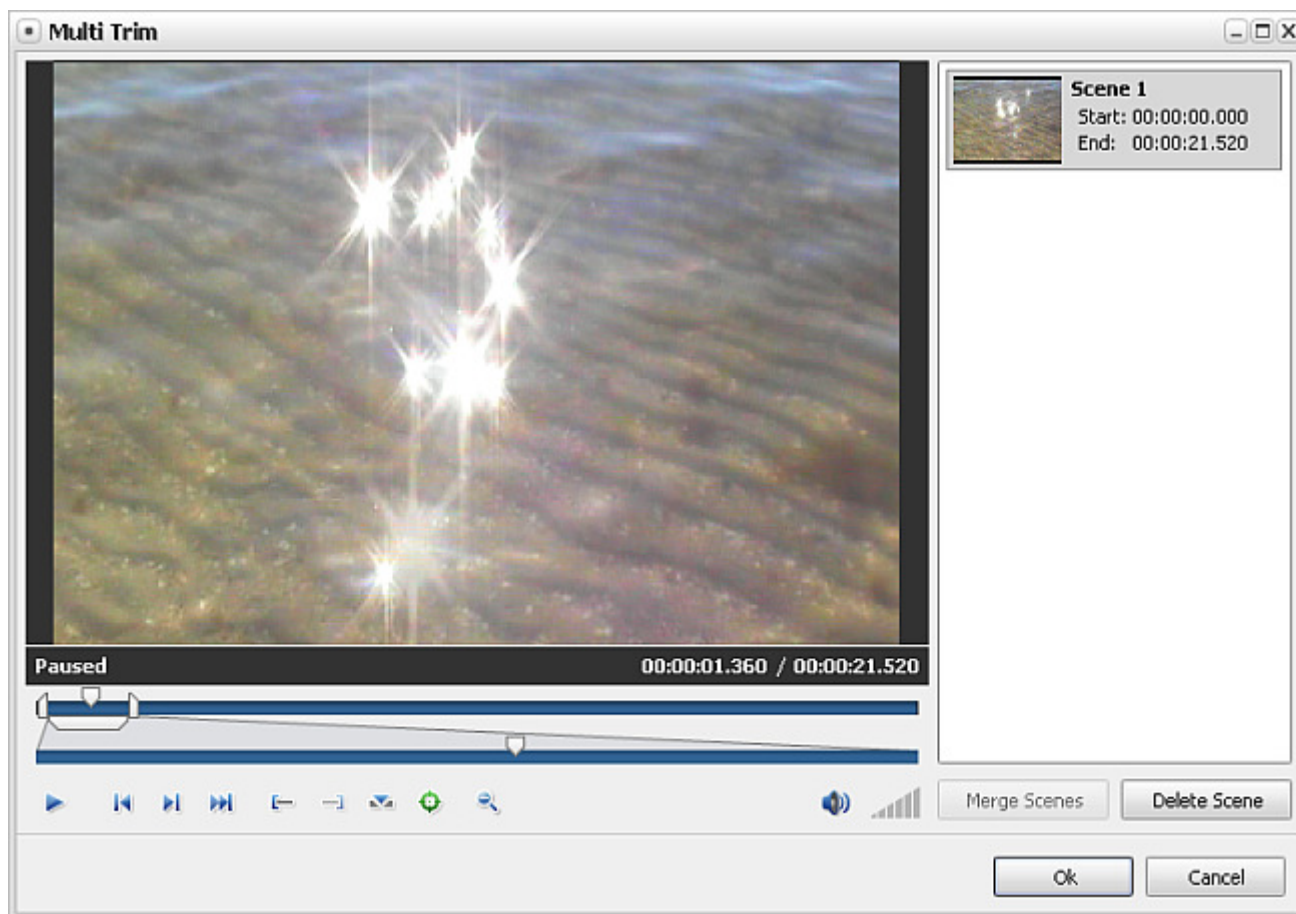 Multi Trim
Scene 1
Start: 00:00:00.000
End: 00:00:21.520
Paused
00:00:01.360 / 00:00:21.520
Merge Scenes
Delete Scene
Ok
Cancel